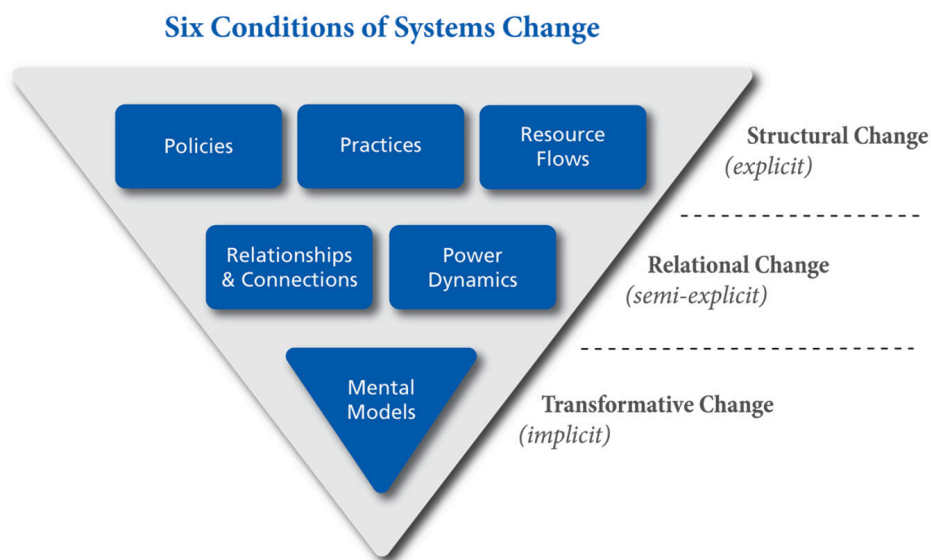 Six Conditions of Systems Change
Policies
Practices
Resource
Flows
Structural Change
(explicit)
Relationships
& Connections
Power
Dynamics
Relational Change
(semi-explicit)
Mental
Models
Transformative Change
(implicit)